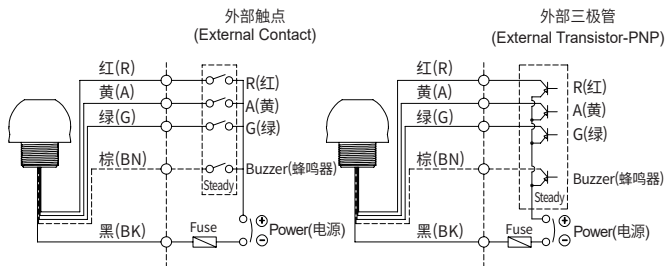 外部触点
(External Contact)
红(R)
黄(A)
绿(G)
棕(BN)
黑(BK)
R(红)
A(黄)
G(绿)
Buzzer(蜂鸣器)
Steady
Fuse
⊕
⊖
Power(电源)
外部三极管
(External Transistor-PNP)
红(R)
黄(A)
绿(G)
棕(BN)
黑(BK)
R(红)
A(黄)
G(绿)
Buzzer(蜂鸣器)
Steady
Fuse
⊕
⊖
Power(电源)